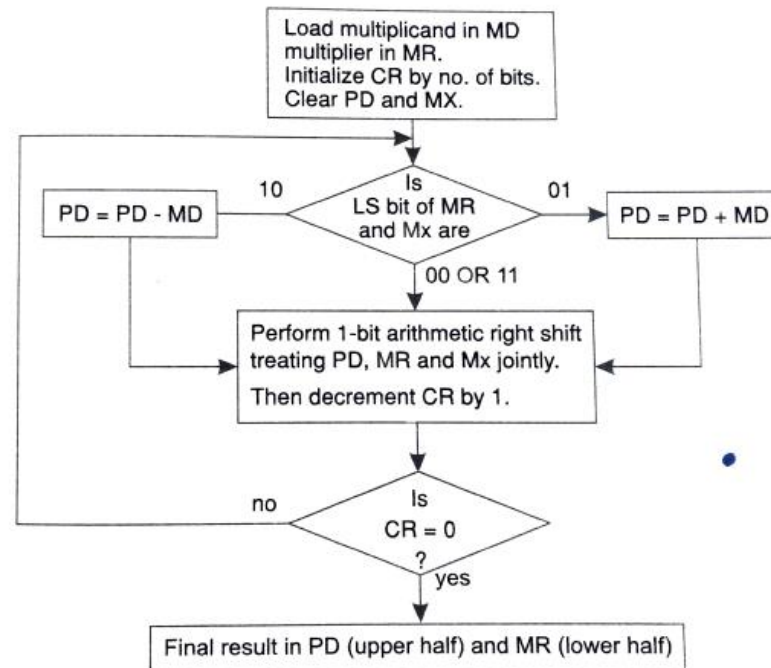 Load multiplicand in MD
multiplier in MR.
Initialize CR by no. of bits.
Clear PD and MX.
10
Is
LS bit of MR
and Mx are
01
PD = PD - MD
PD = PD + MD
00 OR 11
Perform 1-bit arithmetic right shift
treating PD, MR and Mx jointly.
Then decrement CR by 1.
no
Is
CR = 0
?
yes
Final result in PD (upper half) and MR (lower half)